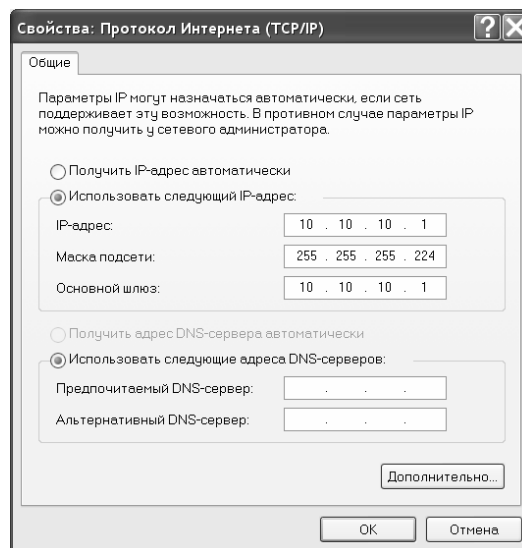 Свойства: Протокол Интернета (TCP/IP)
Общие
Параметры IP могут назначаться автоматически, если сеть
поддерживает эту возможность. В противном случае параметры IP
можно получить у сетевого администратора.
Получить IP-адрес автоматически
Использовать следующий IP-адрес:
IP-адрес: 10 . 10 . 10 . 1
Маска подсети: 255 . 255 . 255 . 224
Основной шлюз: 10 . 10 . 10 . 1
Получить адрес DNS-сервера автоматически
Использовать следующие адреса DNS-серверов:
Предпочитаемый DNS-сервер: . . .
Альтернативный DNS-сервер: . . .
Дополнительно...
OK Отмена